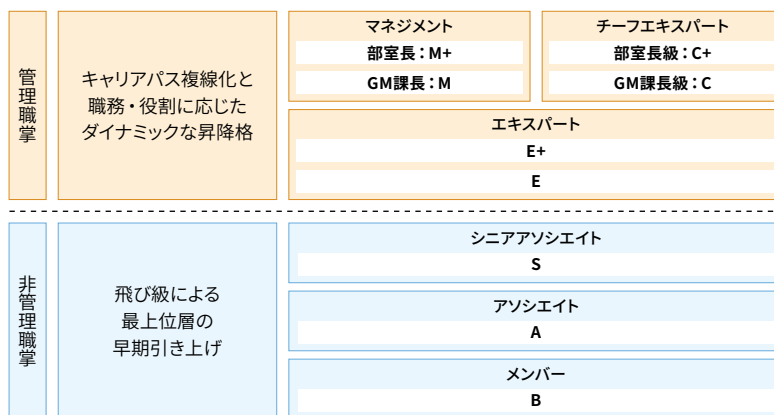 管理職掌
キャリアパス複線化と
職務・役割に応じた
ダイナミックな昇降格
マネジメント
部室長：M+
GM課長：M
チーフエキスパート
部室長級：C+
GM課長級：C
エキスパート
E+
E
非管理職掌
飛び級による
最上位層の
早期引き上げ
シニアアソシエイト
S
アソシエイト
A
メンバー
B